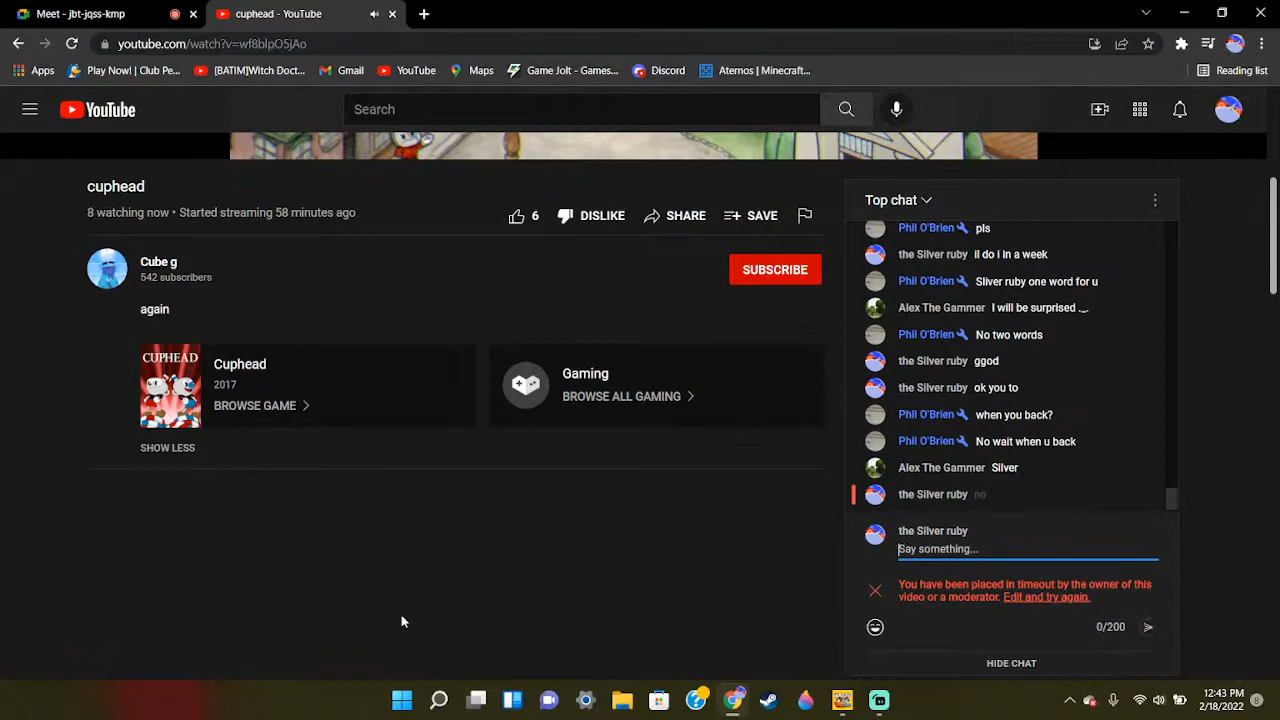 Meet - jbt-jqss-kmp
cuphead - YouTube
youtube.com/watch?v=wf8blpO5jAo
Apps
Play Now! | Club Pe...
[BATIM]Witch Doct...
Gmail
YouTube
Maps
Game Jolt - Games...
Discord
Aternos | Minecraft...
Reading list
YouTube
Search
cuphead
8 watching now • Started streaming 58 minutes ago
6
DISLIKE
SHARE
SAVE
Cube g
542 subscribers
SUBSCRIBE
again
CUPHEAD
Cuphead
2017
BROWSE GAME
Gaming
BROWSE ALL GAMING
SHOW LESS
Top chat
Phil O'Brien pls
the Silver ruby il do i in a week
Phil O'Brien Sliver ruby one word for u
Alex The Gammer I will be surprised ._.
Phil O'Brien No two words
the Silver ruby ggod
the Silver ruby ok you to
Phil O'Brien when you back?
Phil O'Brien No wait when u back
Alex The Gammer Silver
the Silver ruby no
the Silver ruby
Say something...
You have been placed in timeout by the owner of this
video or a moderator. Edit and try again.
0/200
HIDE CHAT
12:43 PM
2/18/2022
8